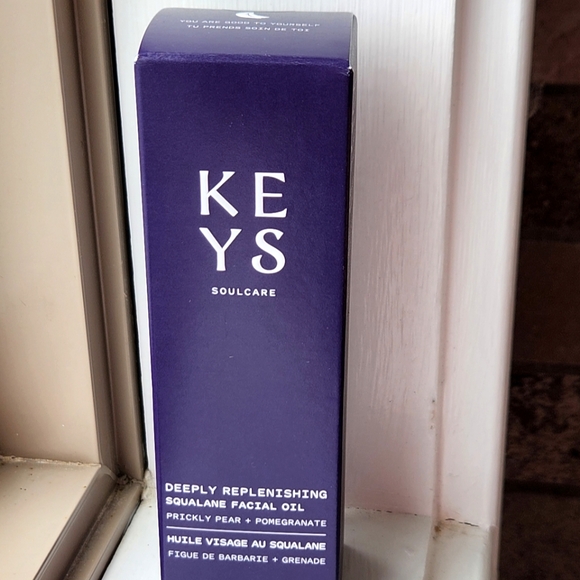 YOU ARE GOOD TO YOURSELF
TU PRENDS SOIN DE TOI
KE
YS
SOULCARE
DEEPLY REPLENISHING
SQUALANE FACIAL OIL
PRICKLY PEAR + POMEGRANATE
HUILE VISAGE AU SQUALANE
FIGUE DE BARBARIE + GRENADE